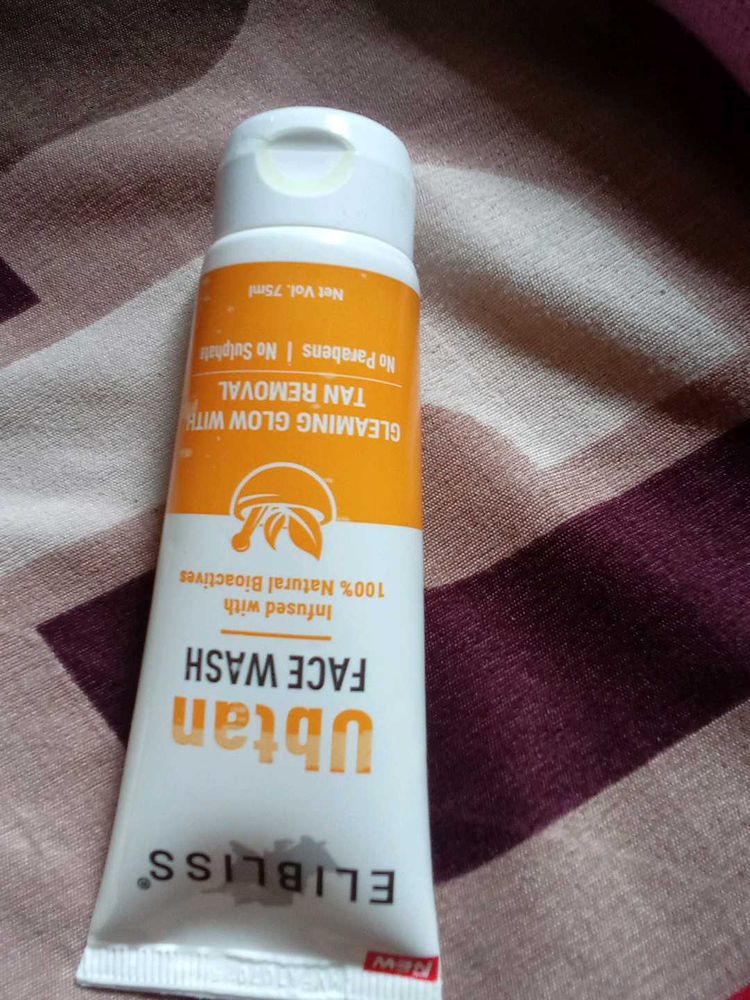 NEW
ELIBLISS®
Ubtan
FACE WASH
Infused with
100% Natural Bioactives
GLEAMING GLOW WITH
TAN REMOVAL
No Parabens | No Sulphate
Net Vol. 75ml